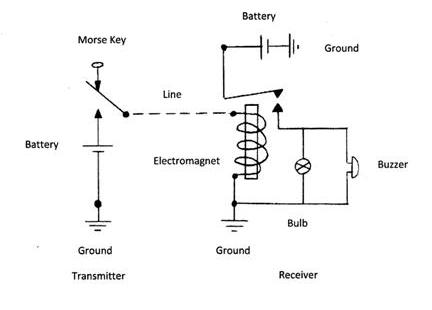 Battery
Morse Key
Ground
Line
Battery
Electromagnet
Buzzer
Bulb
Ground
Ground
Transmitter
Receiver